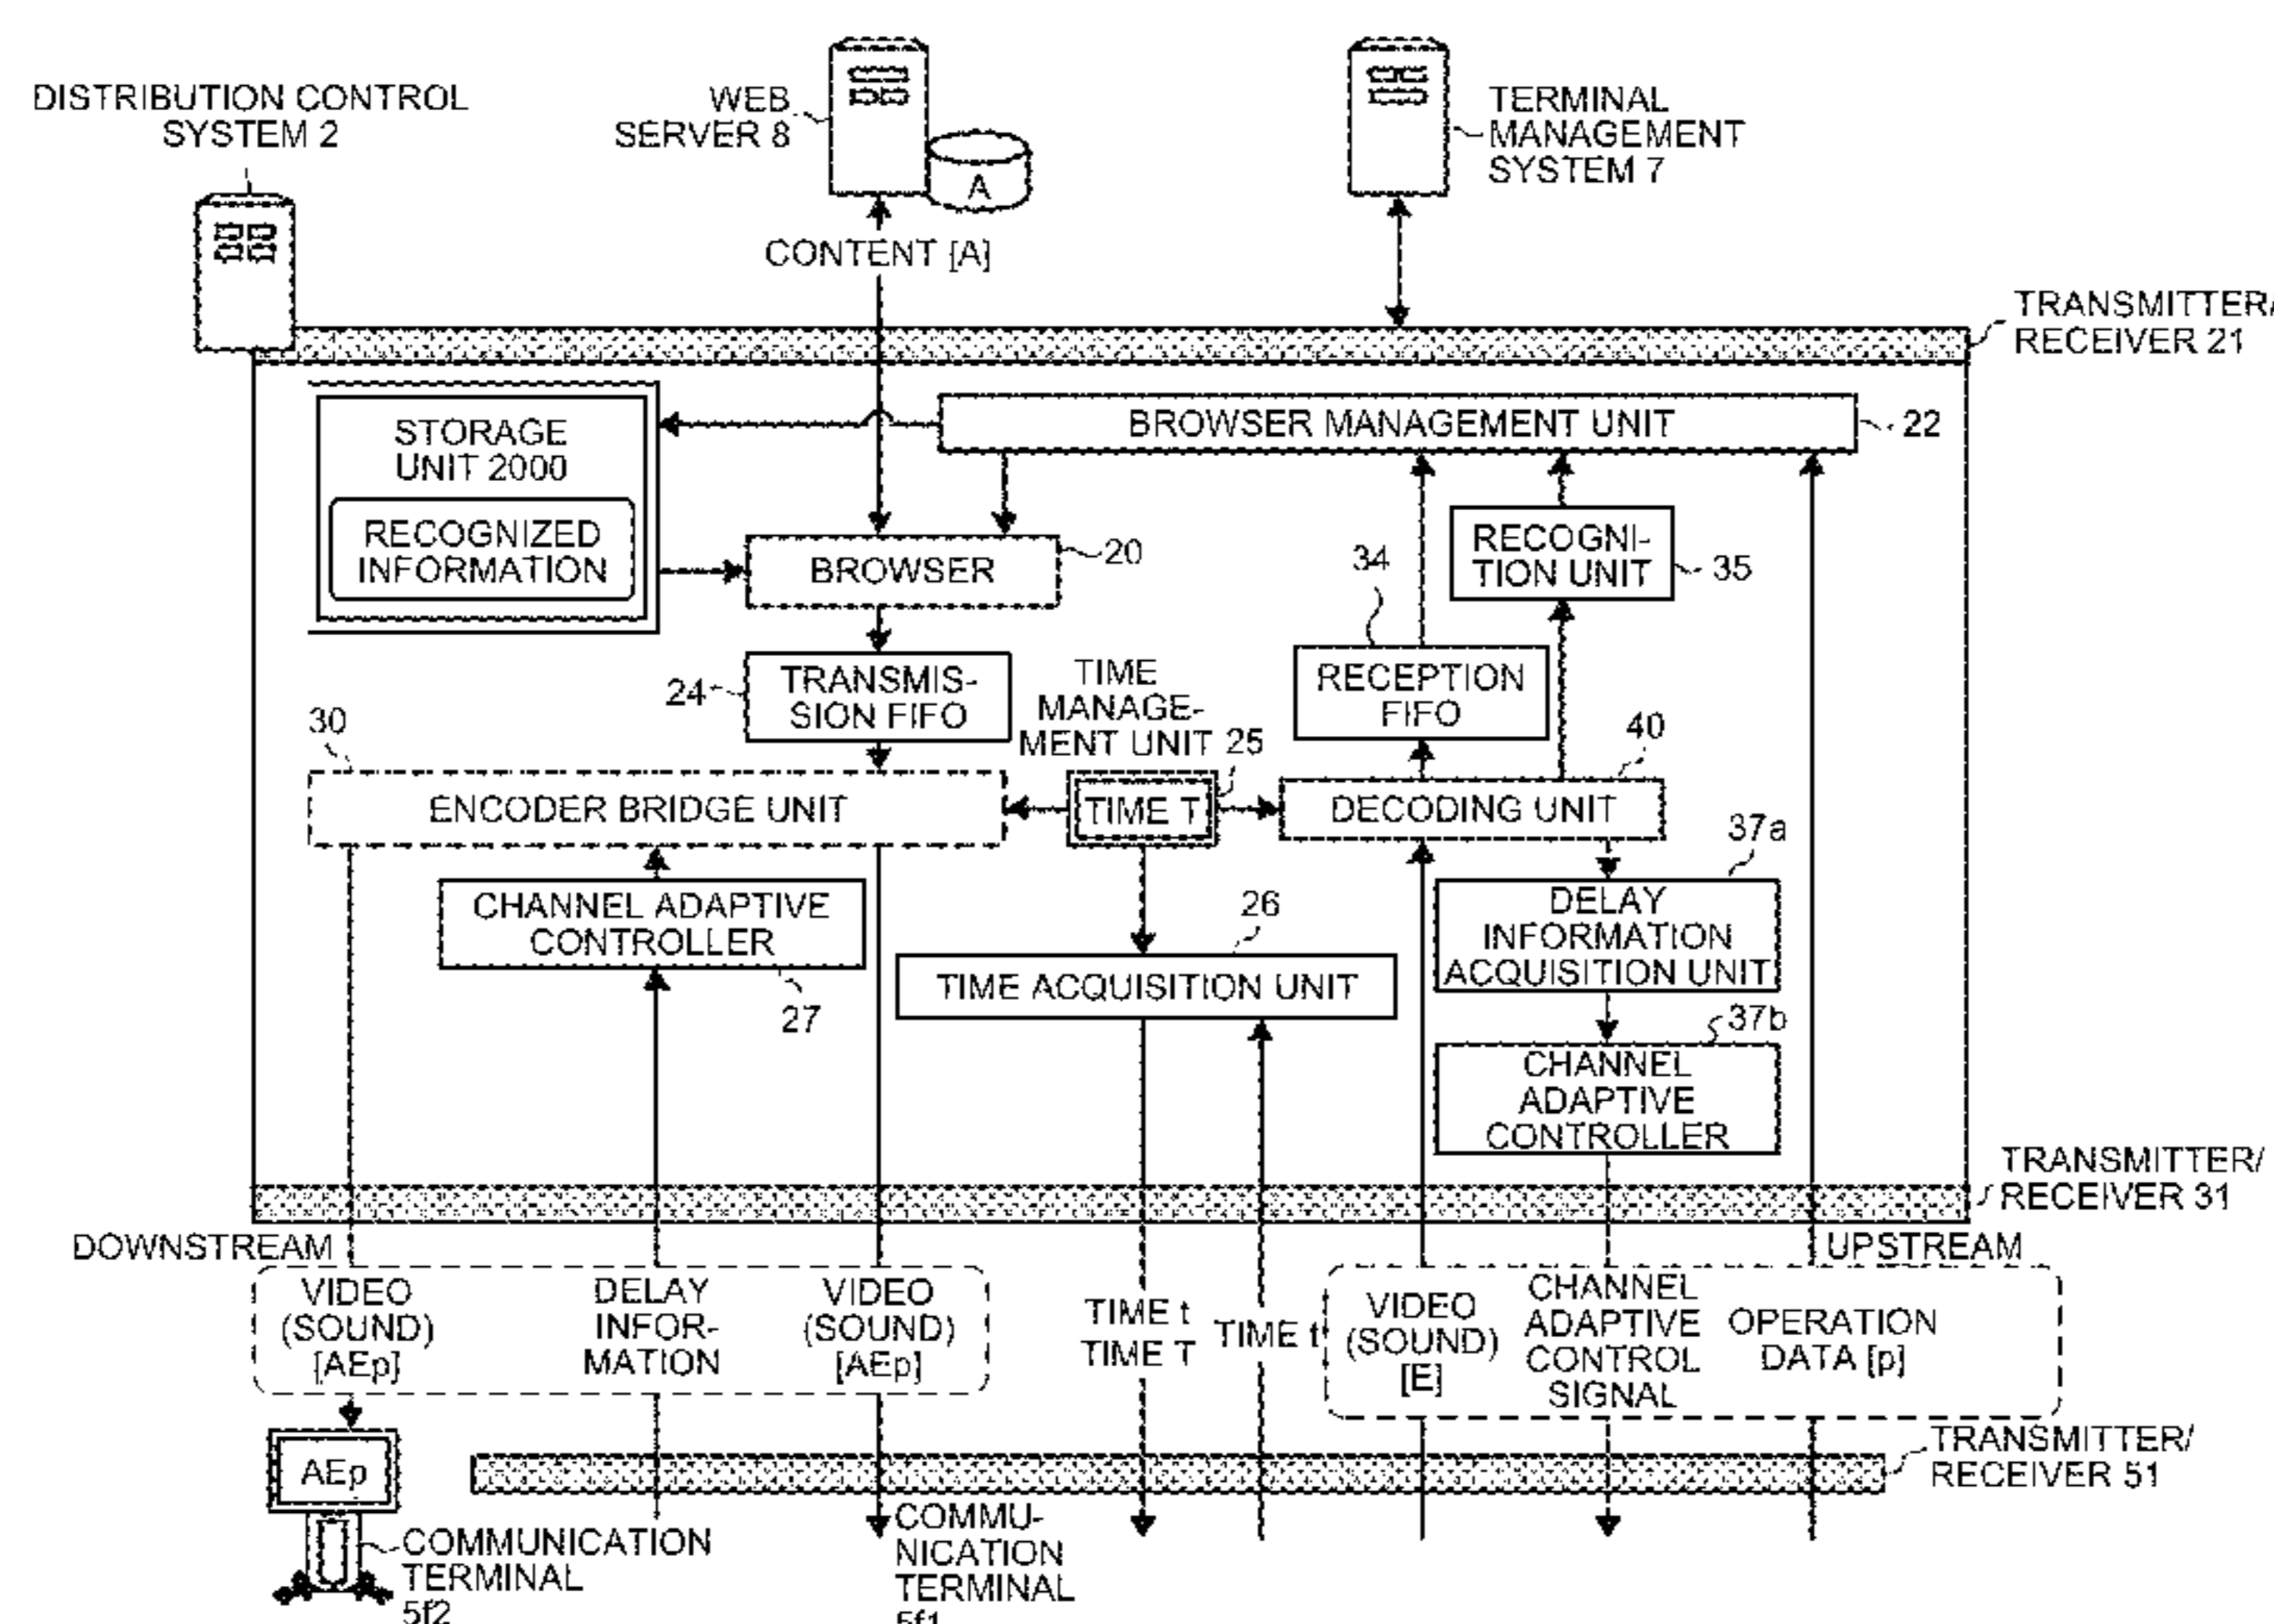 DISTRIBUTION CONTROL
SYSTEM 2
WEB
SERVER 8
A
TERMINAL
MANAGEMENT
SYSTEM 7
CONTENT [A]
TRANSMITTER/
RECEIVER 21
STORAGE
UNIT 2000
RECOGNIZED
INFORMATION
BROWSER MANAGEMENT UNIT
22
BROWSER
20
34
RECOGNI-
TION UNIT
35
24
TRANSMIS-
SION FIFO
TIME
MANAGE-
MENT UNIT 25
RECEPTION
FIFO
30
40
ENCODER BRIDGE UNIT
TIME T
DECODING UNIT
37a
CHANNEL ADAPTIVE
CONTROLLER
27
26
TIME ACQUISITION UNIT
DELAY
INFORMATION
ACQUISITION UNIT
37b
CHANNEL
ADAPTIVE
CONTROLLER
TRANSMITTER/
RECEIVER 31
DOWNSTREAM
UPSTREAM
VIDEO
(SOUND)
[AEp]
DELAY
INFOR-
MATION
VIDEO
(SOUND)
[AEp]
TIME t
TIME T
TIME t
VIDEO
(SOUND)
[E]
CHANNEL
ADAPTIVE
CONTROL
SIGNAL
OPERATION
DATA [p]
TRANSMITTER/
RECEIVER 51
AEp
COMMUNICATION
TERMINAL
5f2
COMMU-
NICATION
TERMINAL
5f1